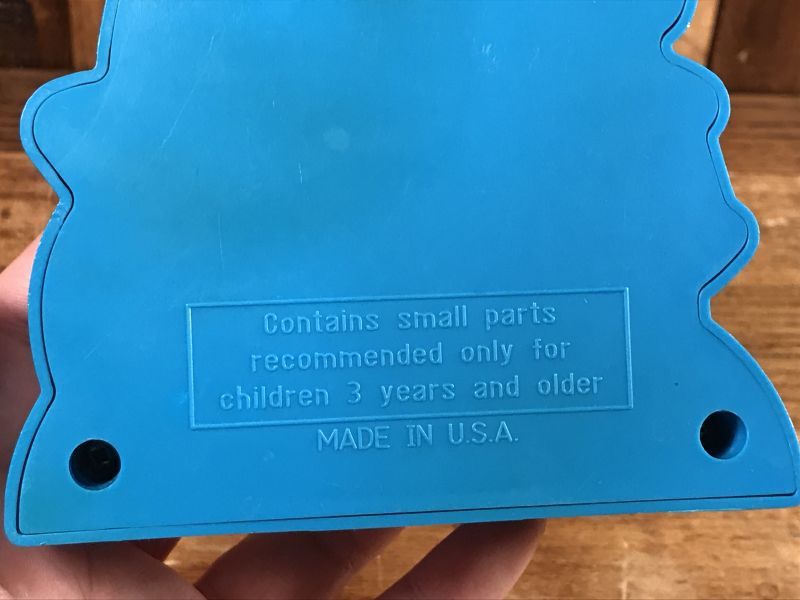 Contains small parts
recommended only for
children 3 years and older
MADE IN U.S.A.